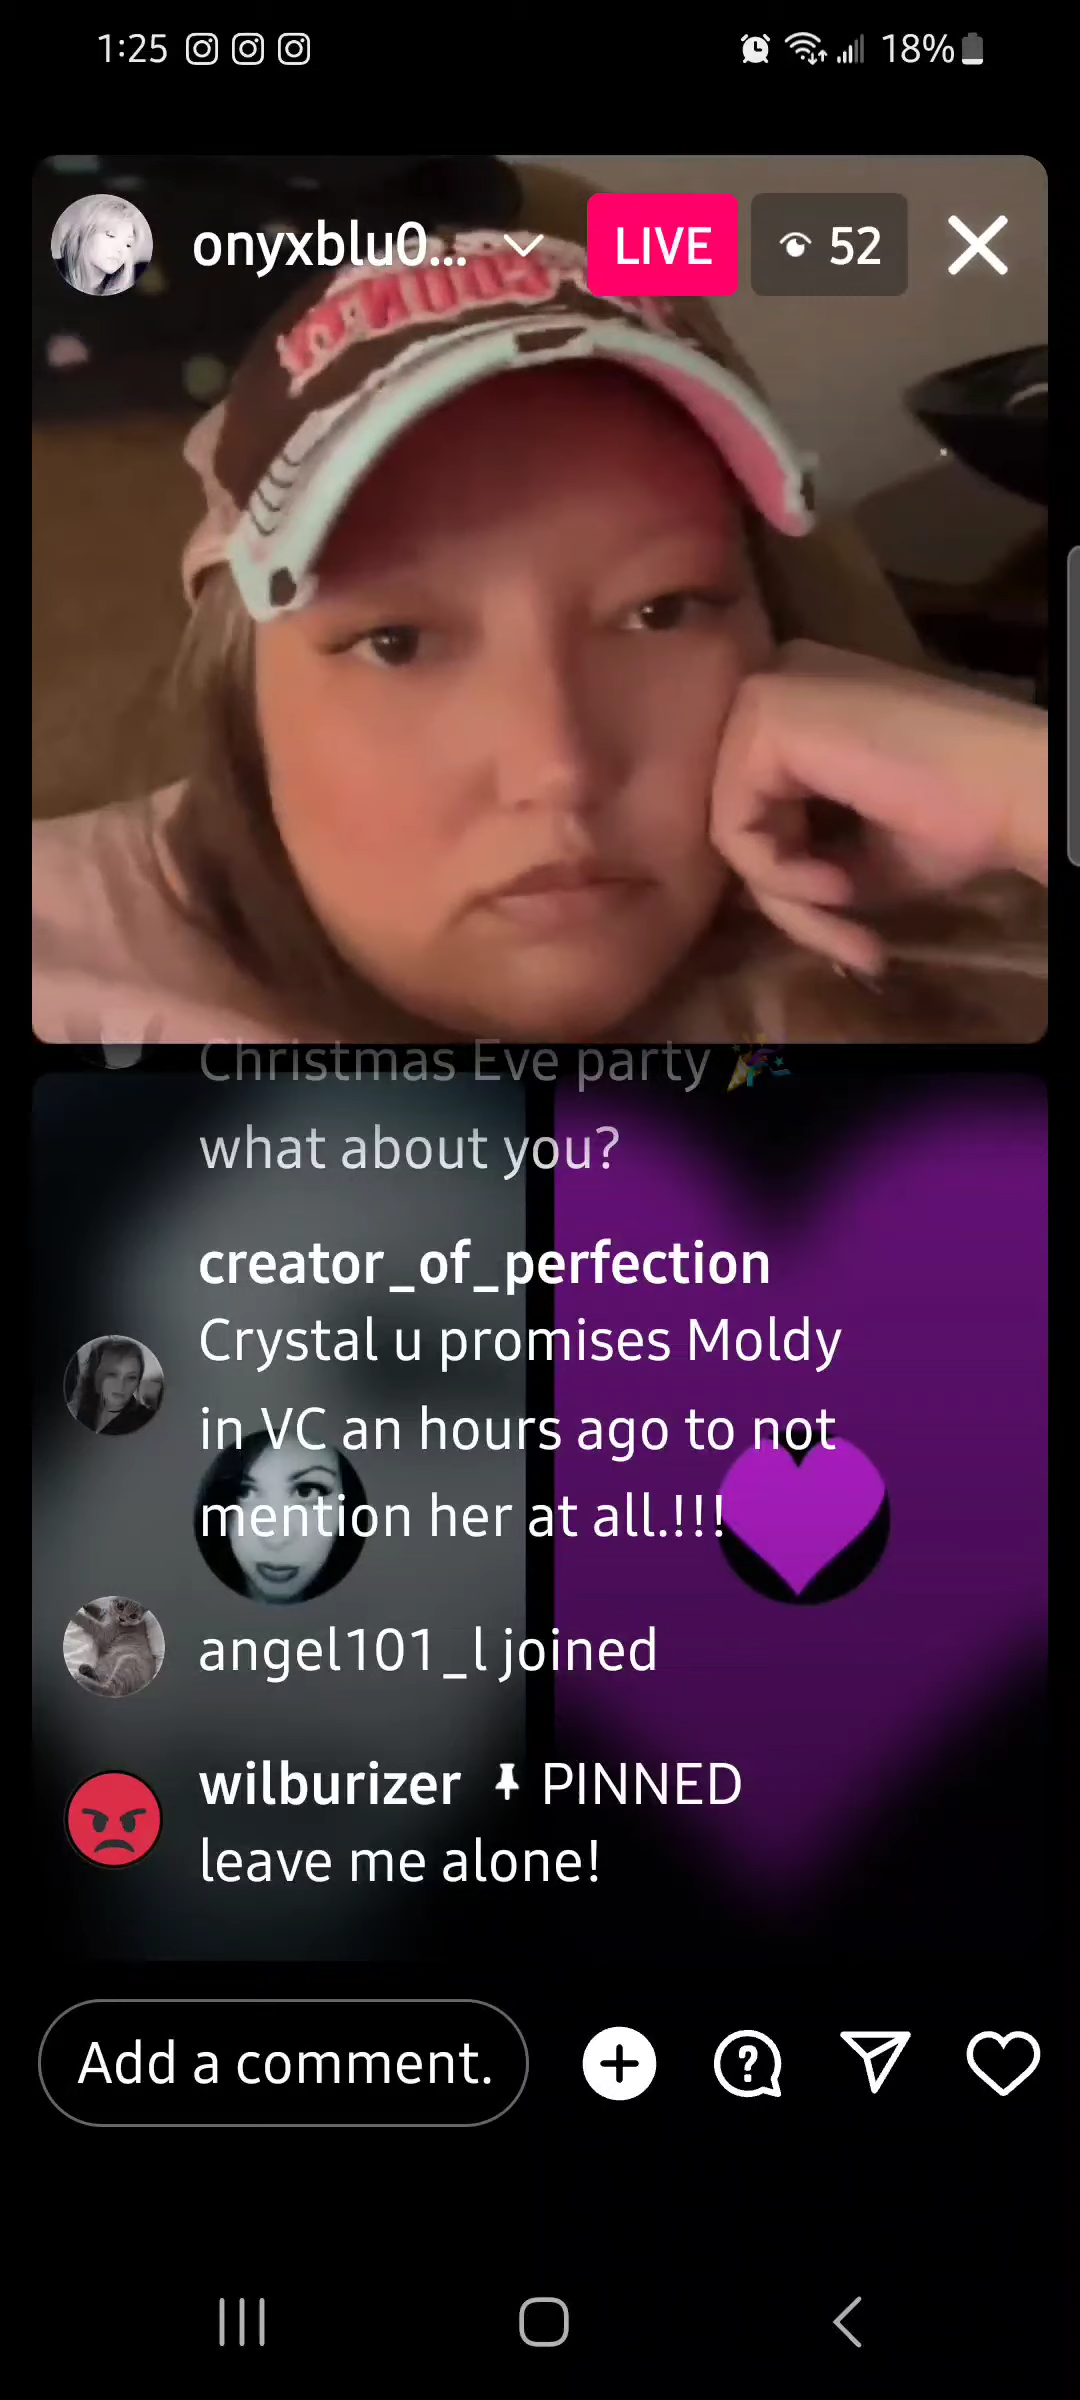 1:25 18%
onyxblu0... LIVE 52
Christmas Eve party 🎉
what about you?
creator_of_perfection
Crystal u promises Moldy
in VC an hours ago to not
mention her at all.!!!
angel101_l joined
wilburizer PINNED
leave me alone!
Add a comment.